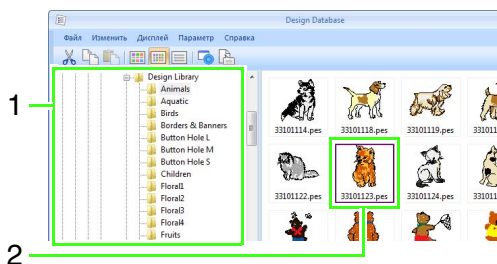 Design Database
Файл Изменить Дисплей Параметр Справка
1
Design Library
Animals
Aquatic
Birds
Borders & Banners
Button Hole L
Button Hole M
Button Hole S
Children
Floral1
Floral2
Floral3
Floral4
Fruits
33101114.pes 33101118.pes 33101119.pes
33101122.pes 33101123.pes 33101124.pes
2